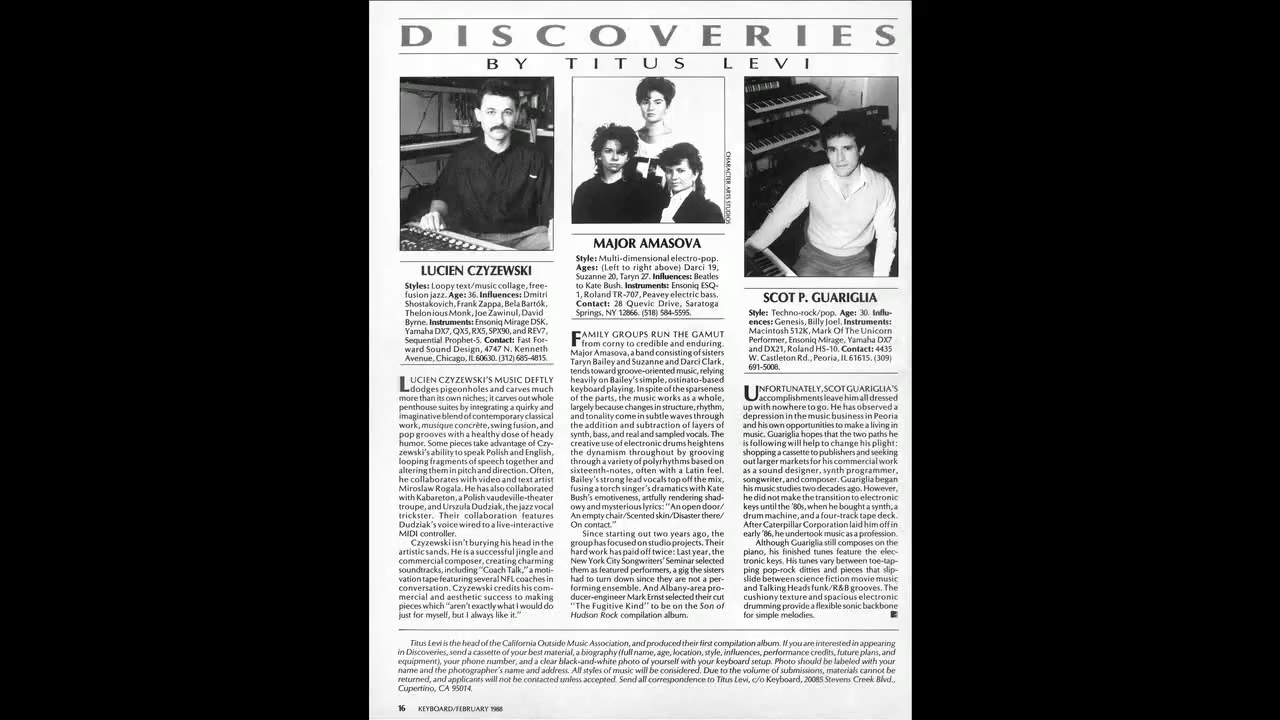 DISCOVERIES
BY TITUS LEVI
LUCIEN CZYZEWSKI
Styles: Loopy text/music collage, free-
fusion jazz. Age: 36. Influences: Dmitri
Shostakovich, Frank Zappa, Bela Bartók,
Thelonious Monk, Joe Zawinul, David
Byrne. Instruments: Ensoniq Mirage DSK,
Yamaha DX7, QX5, RX5, SPX90, and REV7,
Sequential Prophet-5. Contact: Fast For-
ward Sound Design, 4747 N. Kenneth
Avenue, Chicago, IL 60630. (312) 685-4815.
LUCIEN CZYZEWSKI'S MUSIC DEFTLY
dodges pigeonholes and carves much
more than its own niches; it carves out whole
penthouse suites by integrating a quirky and
imaginative blend of contemporary classical
work, musique concrète, swing fusion, and
pop grooves with a healthy dose of heady
humor. Some pieces take advantage of Czy-
zewski's ability to speak Polish and English,
looping fragments of speech together and
altering them in pitch and direction. Often,
he collaborates with video and text artist
Miroslaw Rogala. He has also collaborated
with Kabareton, a Polish vaudeville-theater
troupe, and Urszula Dudziak, the jazz vocal
trickster. Their collaboration features
Dudziak's voice wired to a live-interactive
MIDI controller.
Czyzewski isn't burying his head in the
artistic sands. He is a successful jingle and
commercial composer, creating charming
soundtracks, including "Coach Talk," a moti-
vation tape featuring several NFL coaches in
conversation. Czyzewski credits his com-
mercial and aesthetic success to making
pieces which "aren't exactly what I would do
just for myself, but I always like it."
CHARACTER ARTS STUDIOS
MAJOR AMASOVA
Style: Multi-dimensional electro-pop.
Ages: (Left to right above) Darci 19,
Suzanne 20, Taryn 27. Influences: Beatles
to Kate Bush. Instruments: Ensoniq ESQ-
1, Roland TR-707, Peavey electric bass.
Contact: 28 Quevic Drive, Saratoga
Springs, NY 12866. (518) 584-5595.
FAMILY GROUPS RUN THE GAMUT
from corny to credible and enduring.
Major Amasova, a band consisting of sisters
Taryn Bailey and Suzanne and Darci Clark,
tends toward groove-oriented music, relying
heavily on Bailey's simple, ostinato-based
keyboard playing. In spite of the sparseness
of the parts, the music works as a whole,
largely because changes in structure, rhythm,
and tonality come in subtle waves through
the addition and subtraction of layers of
synth, bass, and real and sampled vocals. The
creative use of electronic drums heightens
the dynamism throughout by grooving
through a variety of polyrhythms based on
sixteenth-notes, often with a Latin feel.
Bailey's strong lead vocals top off the mix,
fusing a torch singer's dramatics with Kate
Bush's emotiveness, artfully rendering shad-
owy and mysterious lyrics: "An open door/
An empty chair/Scented skin/Disaster there/
On contact."
Since starting out two years ago, the
group has focused on studio projects. Their
hard work has paid off twice: Last year, the
New York City Songwriters' Seminar selected
them as featured performers, a gig the sisters
had to turn down since they are not a per-
forming ensemble. And Albany-area pro-
ducer-engineer Mark Ernst selected their cut
"The Fugitive Kind" to be on the Son of
Hudson Rock compilation album.
SCOT P. GUARIGLIA
Style: Techno-rock/pop. Age: 30. Influ-
ences: Genesis, Billy Joel. Instruments:
Macintosh 512K, Mark Of The Unicorn
Performer, Ensoniq Mirage, Yamaha DX7
and DX21, Roland HS-10. Contact: 4435
W. Castleton Rd., Peoria, IL 61615. (309)
691-5008.
UNFORTUNATELY, SCOT GUARIGLIA'S
accomplishments leave him all dressed
up with nowhere to go. He has observed a
depression in the music business in Peoria
and his own opportunities to make a living in
music. Guariglia hopes that the two paths he
is following will help to change his plight:
shopping a cassette to publishers and seeking
out larger markets for his commercial work
as a sound designer, synth programmer,
songwriter, and composer. Guariglia began
his music studies two decades ago. However,
he did not make the transition to electronic
keys until the '80s, when he bought a synth, a
drum machine, and a four-track tape deck.
After Caterpillar Corporation laid him off in
early '86, he undertook music as a profession.
Although Guariglia still composes on the
piano, his finished tunes feature the elec-
tronic keys. His tunes vary between toe-tap-
ping pop-rock ditties and pieces that slip-
slide between science fiction movie music
and Talking Heads funk/R&B grooves. The
cushiony texture and spacious electronic
drumming provide a flexible sonic backbone
for simple melodies.
Titus Levi is the head of the California Outside Music Association, and produced their first compilation album. If you are interested in appearing
in Discoveries, send a cassette of your best material, a biography (full name, age, location, style, influences, performance credits, future plans, and
equipment), your phone number, and a clear black-and-white photo of yourself with your keyboard setup. Photo should be labeled with your
name and the photographer's name and address. All styles of music will be considered. Due to the volume of submissions, materials cannot be
returned, and applicants will not be contacted unless accepted. Send all correspondence to Titus Levi, c/o Keyboard, 20085 Stevens Creek Blvd.,
Cupertino, CA 95014.
16 KEYBOARD/FEBRUARY 1988